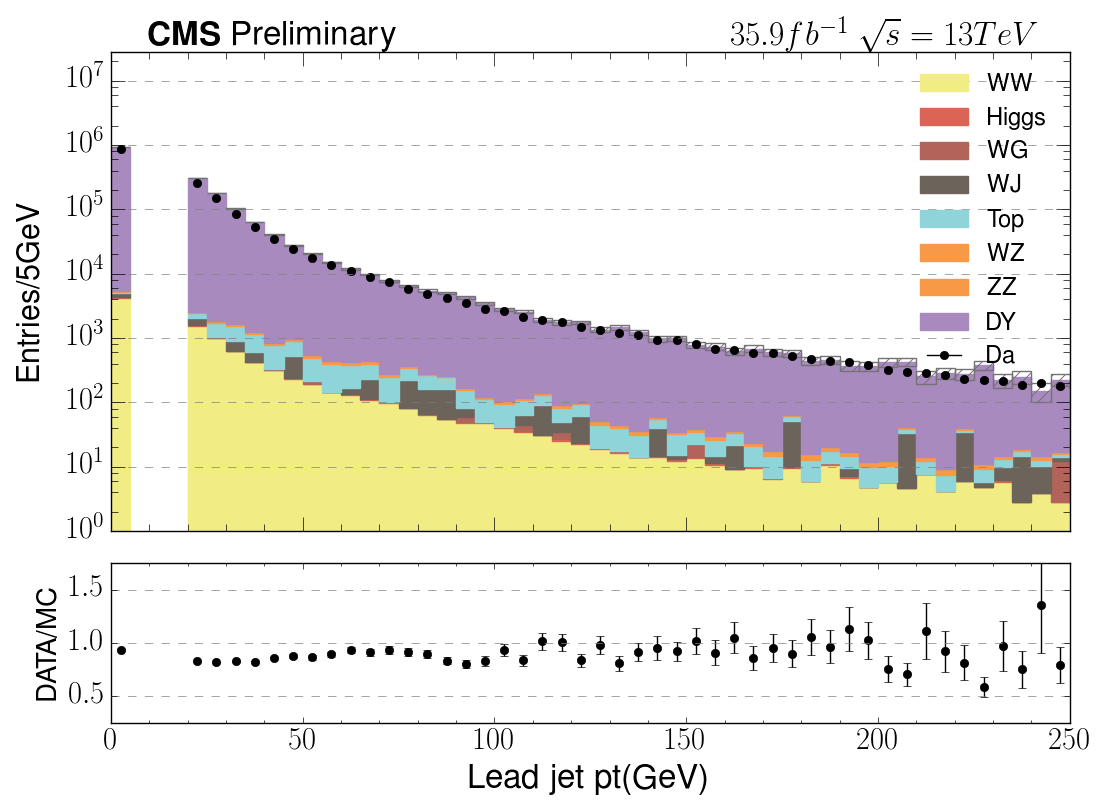 CMS Preliminary 35.9fb⁻¹ √s = 13TeV
Entries/5GeV
10⁷
10⁶
10⁵
10⁴
10³
10²
10¹
10⁰
WW
Higgs
WG
WJ
Top
WZ
ZZ
DY
Da
DATA/MC
1.5
1.0
0.5
0 50 100 150 200 250
Lead jet pt(GeV)